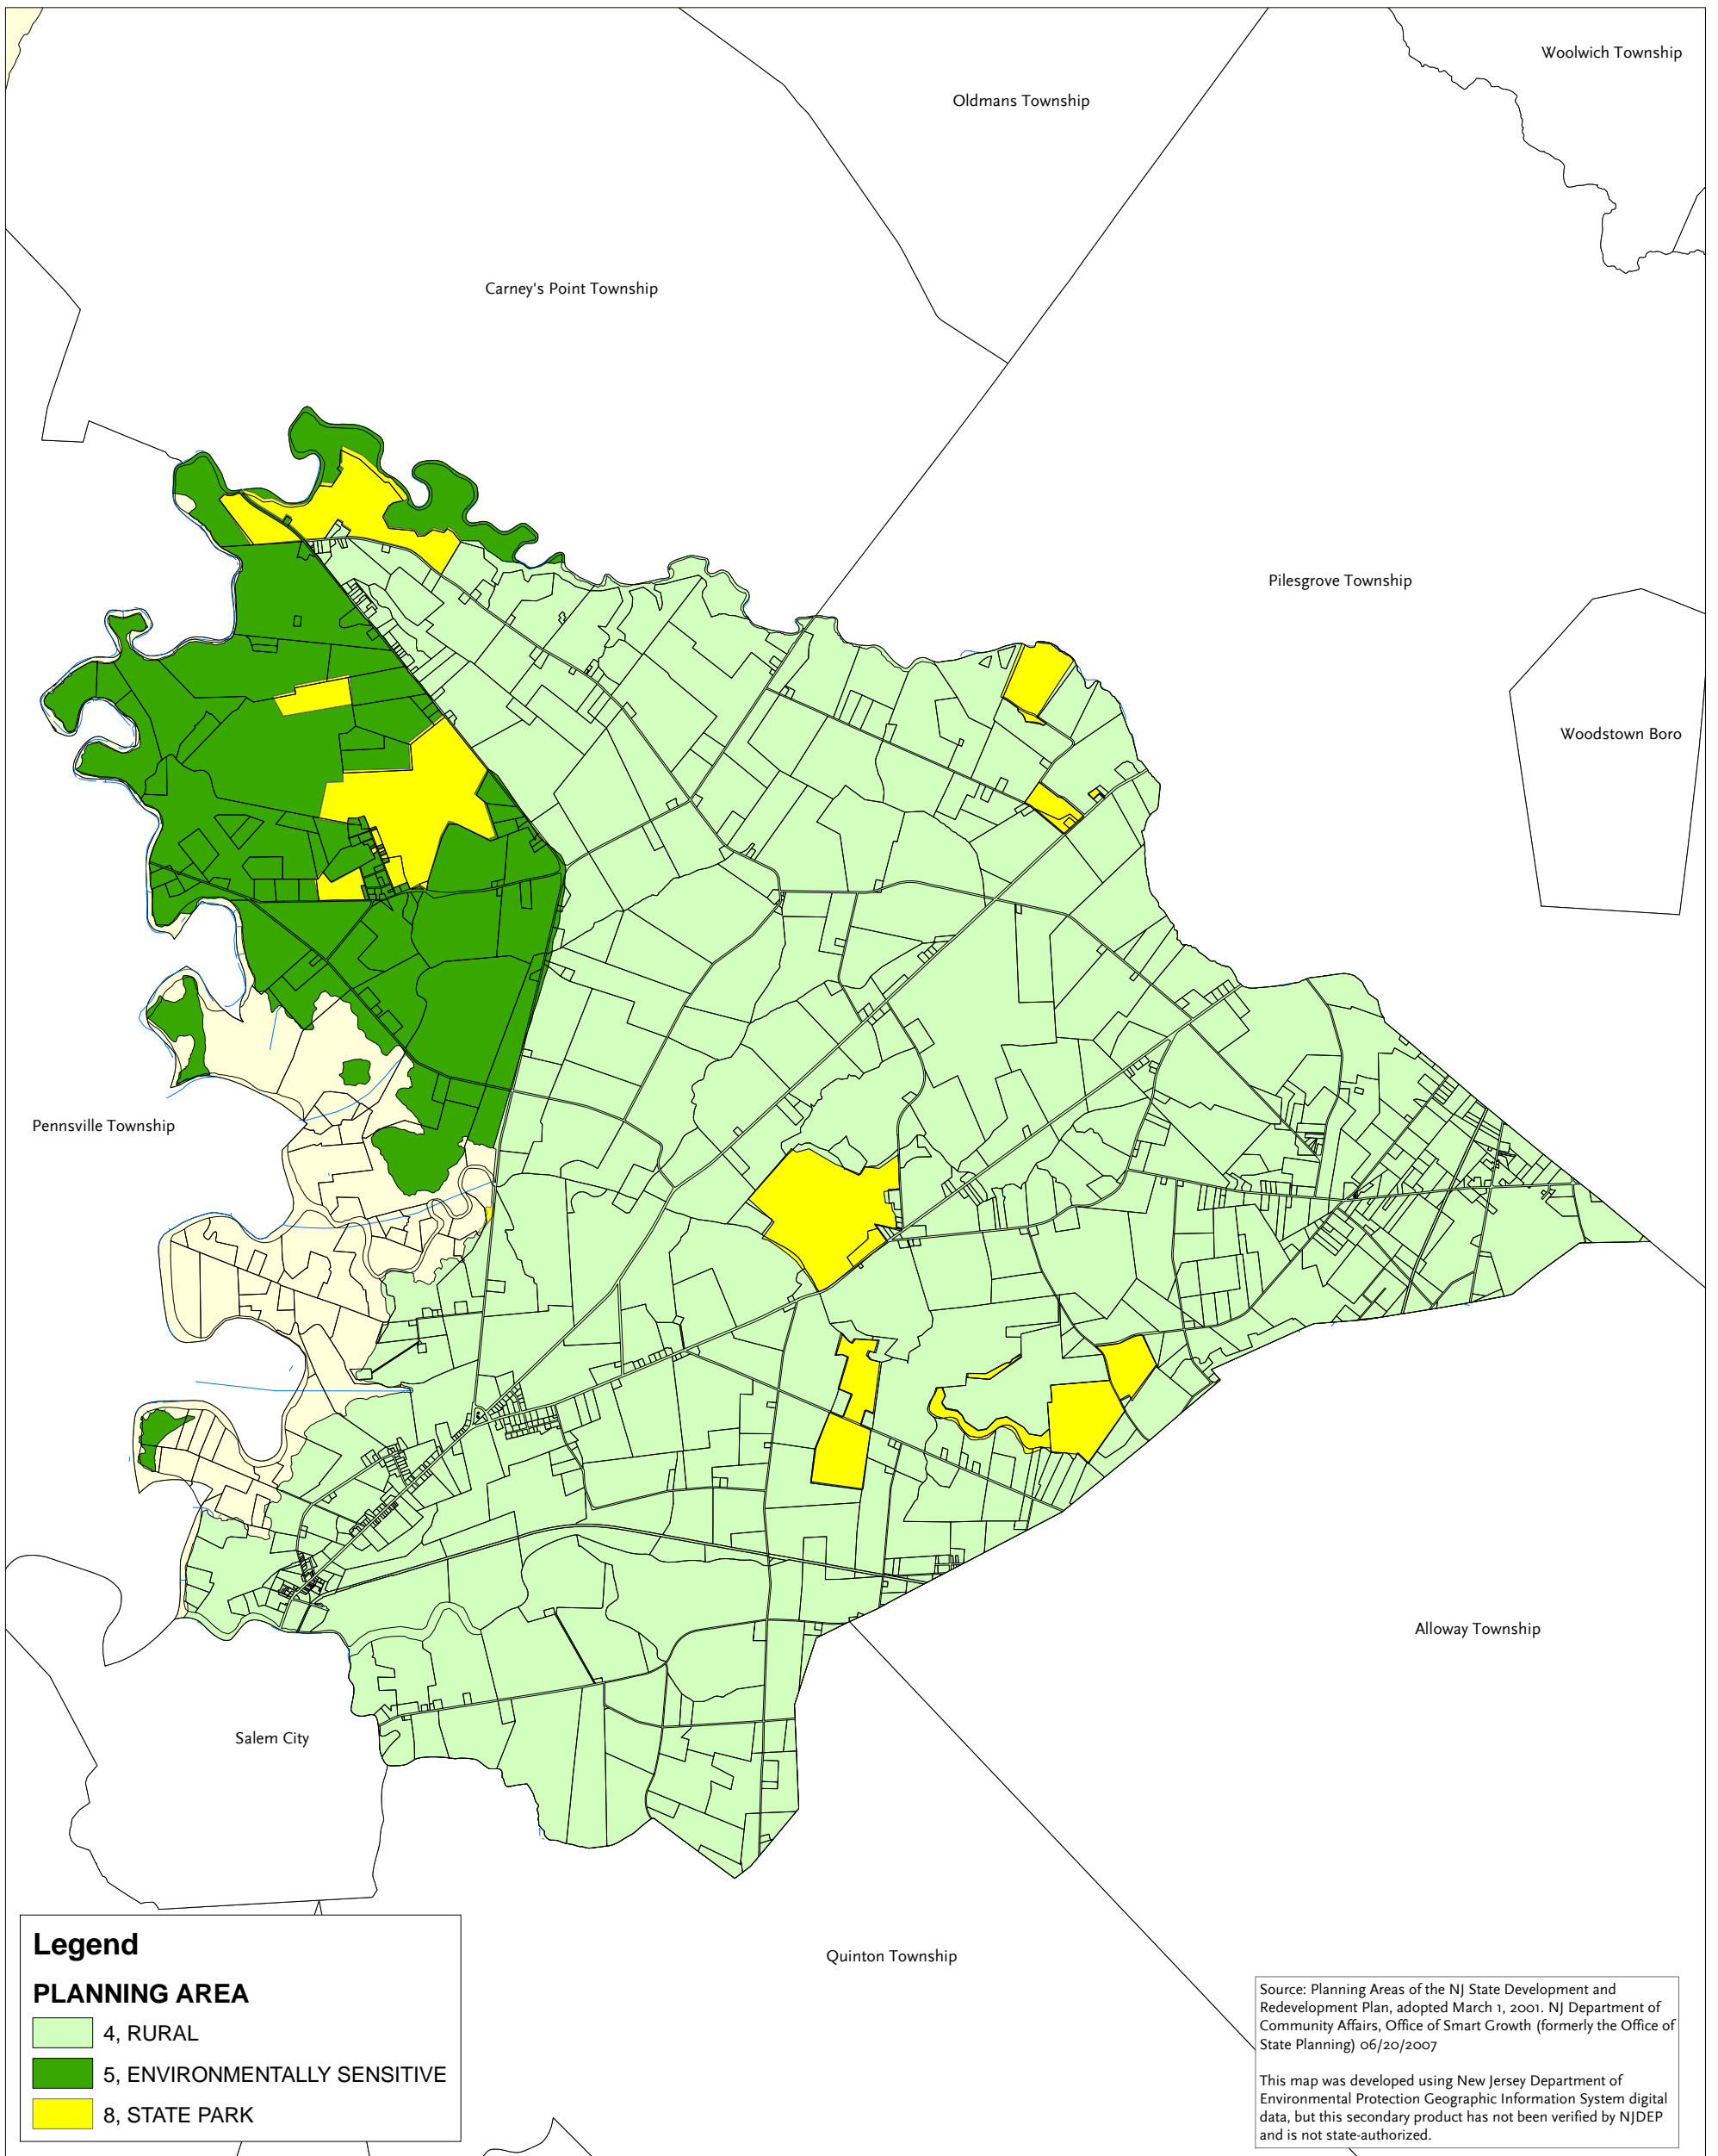 Woolwich Township
Oldmans Township
Carney's Point Township
Pilesgrove Township
Woodstown Boro
Pennsville Township
Alloway Township
Salem City
Quinton Township
Legend
PLANNING AREA
4, RURAL
5, ENVIRONMENTALLY SENSITIVE
8, STATE PARK
Source: Planning Areas of the NJ State Development and
Redevelopment Plan, adopted March 1, 2001. NJ Department of
Community Affairs, Office of Smart Growth (formerly the Office of
State Planning) 06/20/2007
This map was developed using New Jersey Department of
Environmental Protection Geographic Information System digital
data, but this secondary product has not been verified by NJDEP
and is not state-authorized.